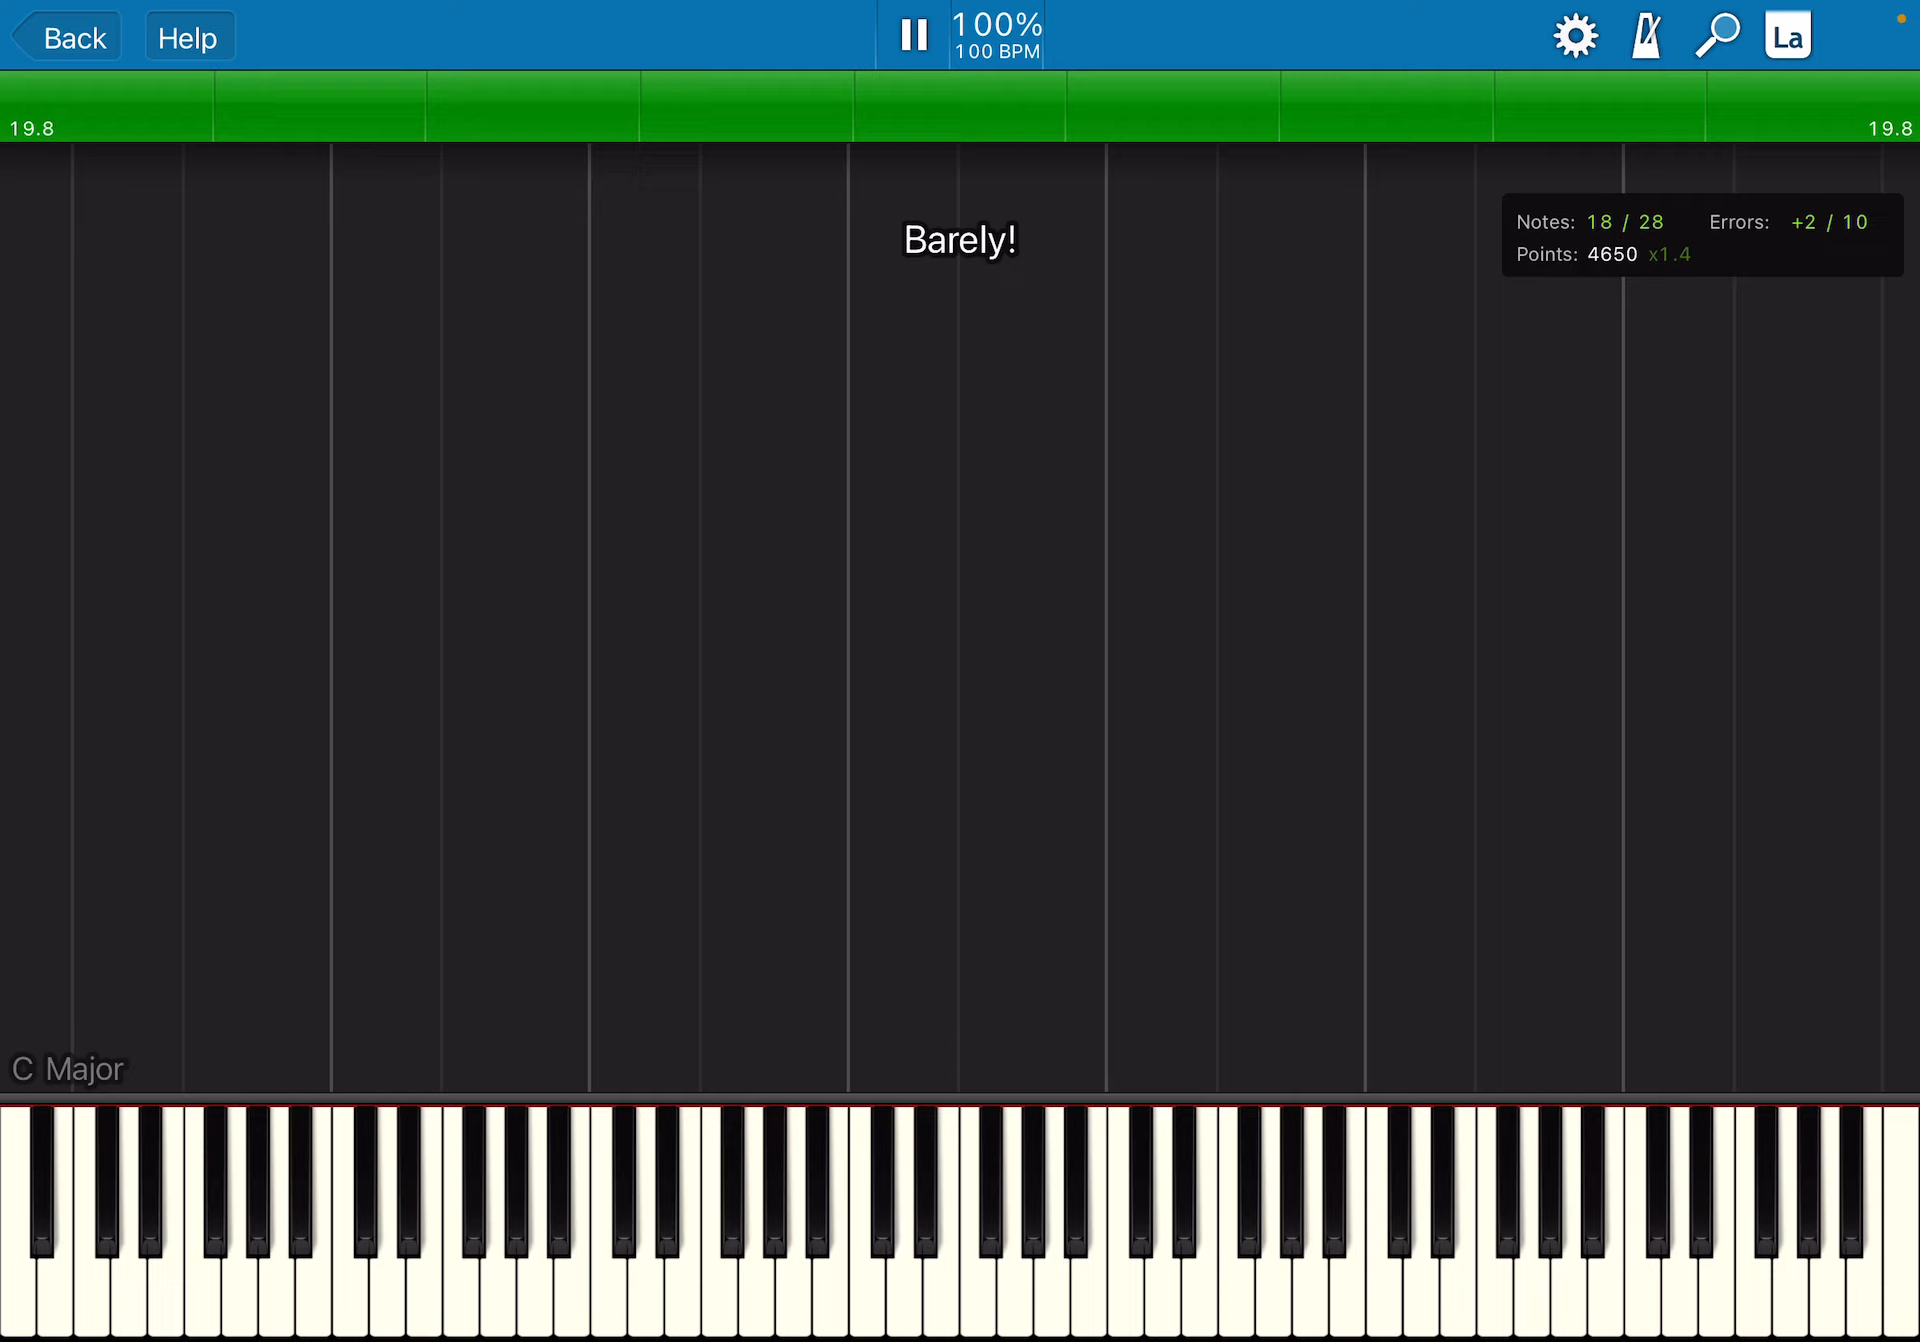 Back
Help
100%
100 BPM
La
19.8
19.8
Barely!
Notes: 18 / 28 Errors: +2 / 10
Points: 4650 x1.4
C Major